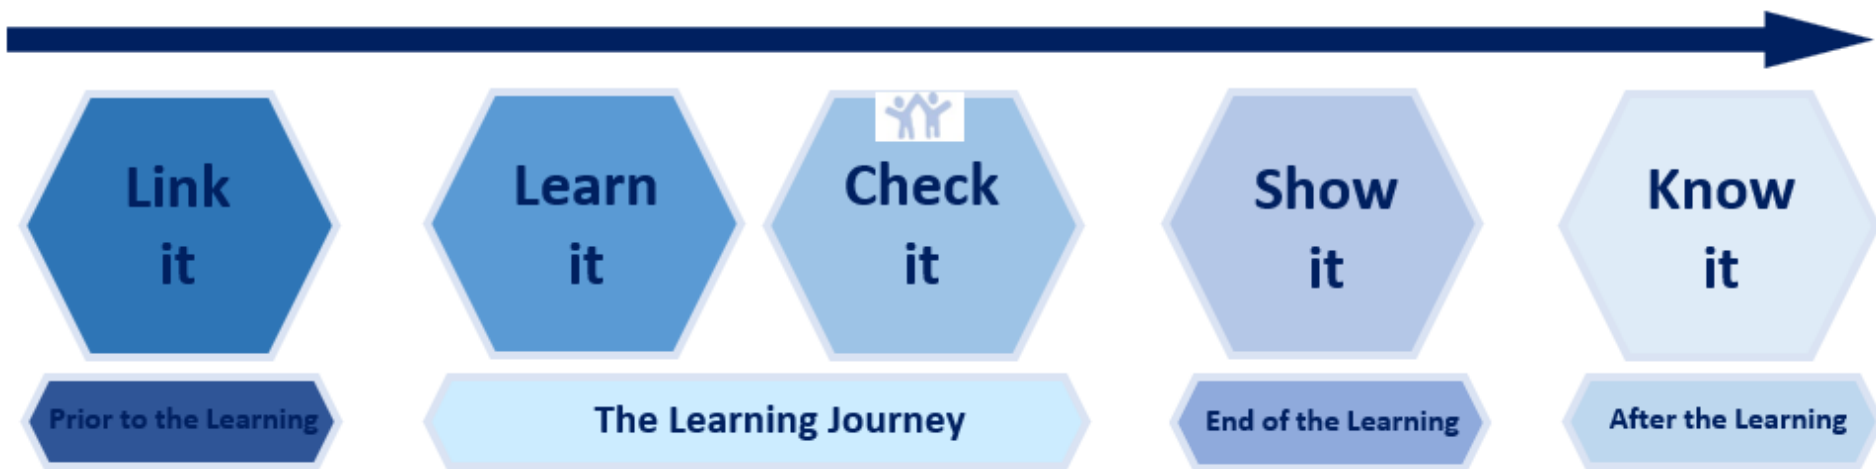 Link
it
Learn
it
Check
it
Show
it
Know
it
Prior to the Learning
The Learning Journey
End of the Learning
After the Learning